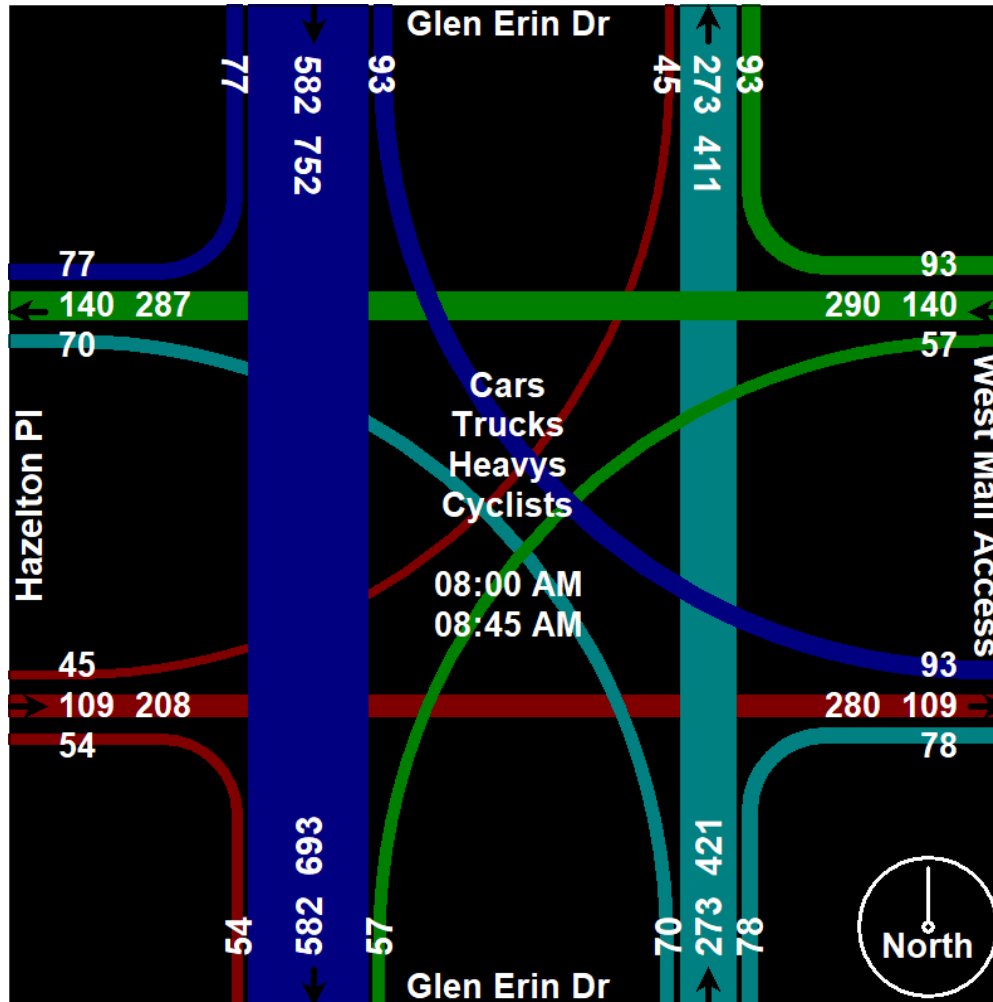 Glen Erin Dr
77
582 752
93
45
273 411
93
77
140 287
70
93
290 140
57
Hazelton Pl
Cars
Trucks
Heavys
Cyclists
08:00 AM
08:45 AM
West Mall Access
45
109 208
54
93
280 109
78
54
582 693
57
70
273 421
78
North
Glen Erin Dr